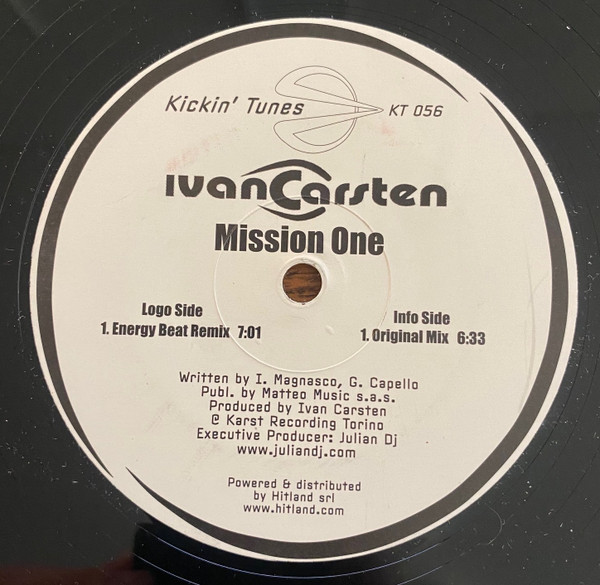 Kickin' Tunes
KT 056
ivanCarsten
Mission One
Logo Side
1. Energy Beat Remix 7:01
Info Side
1. Original Mix 6:33
Written by I. Magnasco, G. Capello
Publ. by Matteo Music s.a.s.
Produced by Ivan Carsten
@ Karst Recording Torino
Executive Producer: Julian Dj
www.juliandj.com
Powered & distributed
by Hitland srl
www.hitland.com